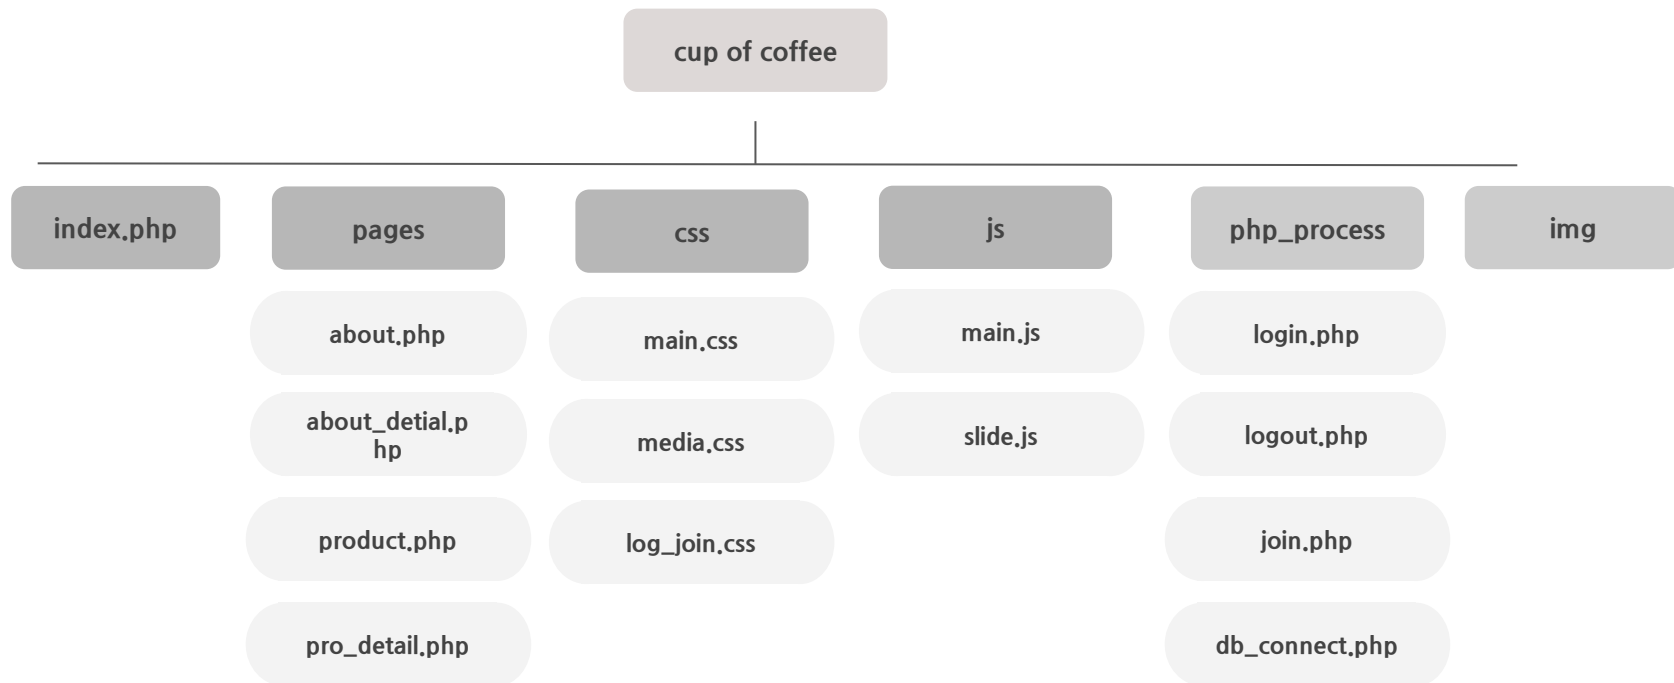 cup of coffee
index.php
pages
css
js
php_process
img
about.php
about_detial.p
hp
product.php
pro_detail.php
main.css
media.css
log_join.css
main.js
slide.js
login.php
logout.php
join.php
db_connect.php